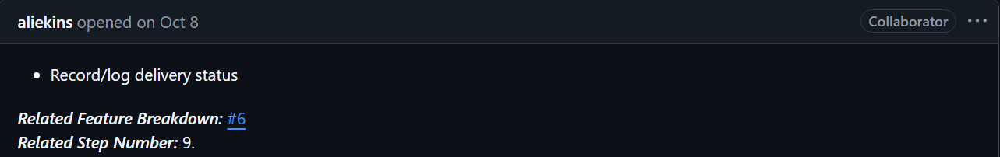 aliekins opened on Oct 8 Collaborator ...
• Record/log delivery status
Related Feature Breakdown: #6
Related Step Number: 9.